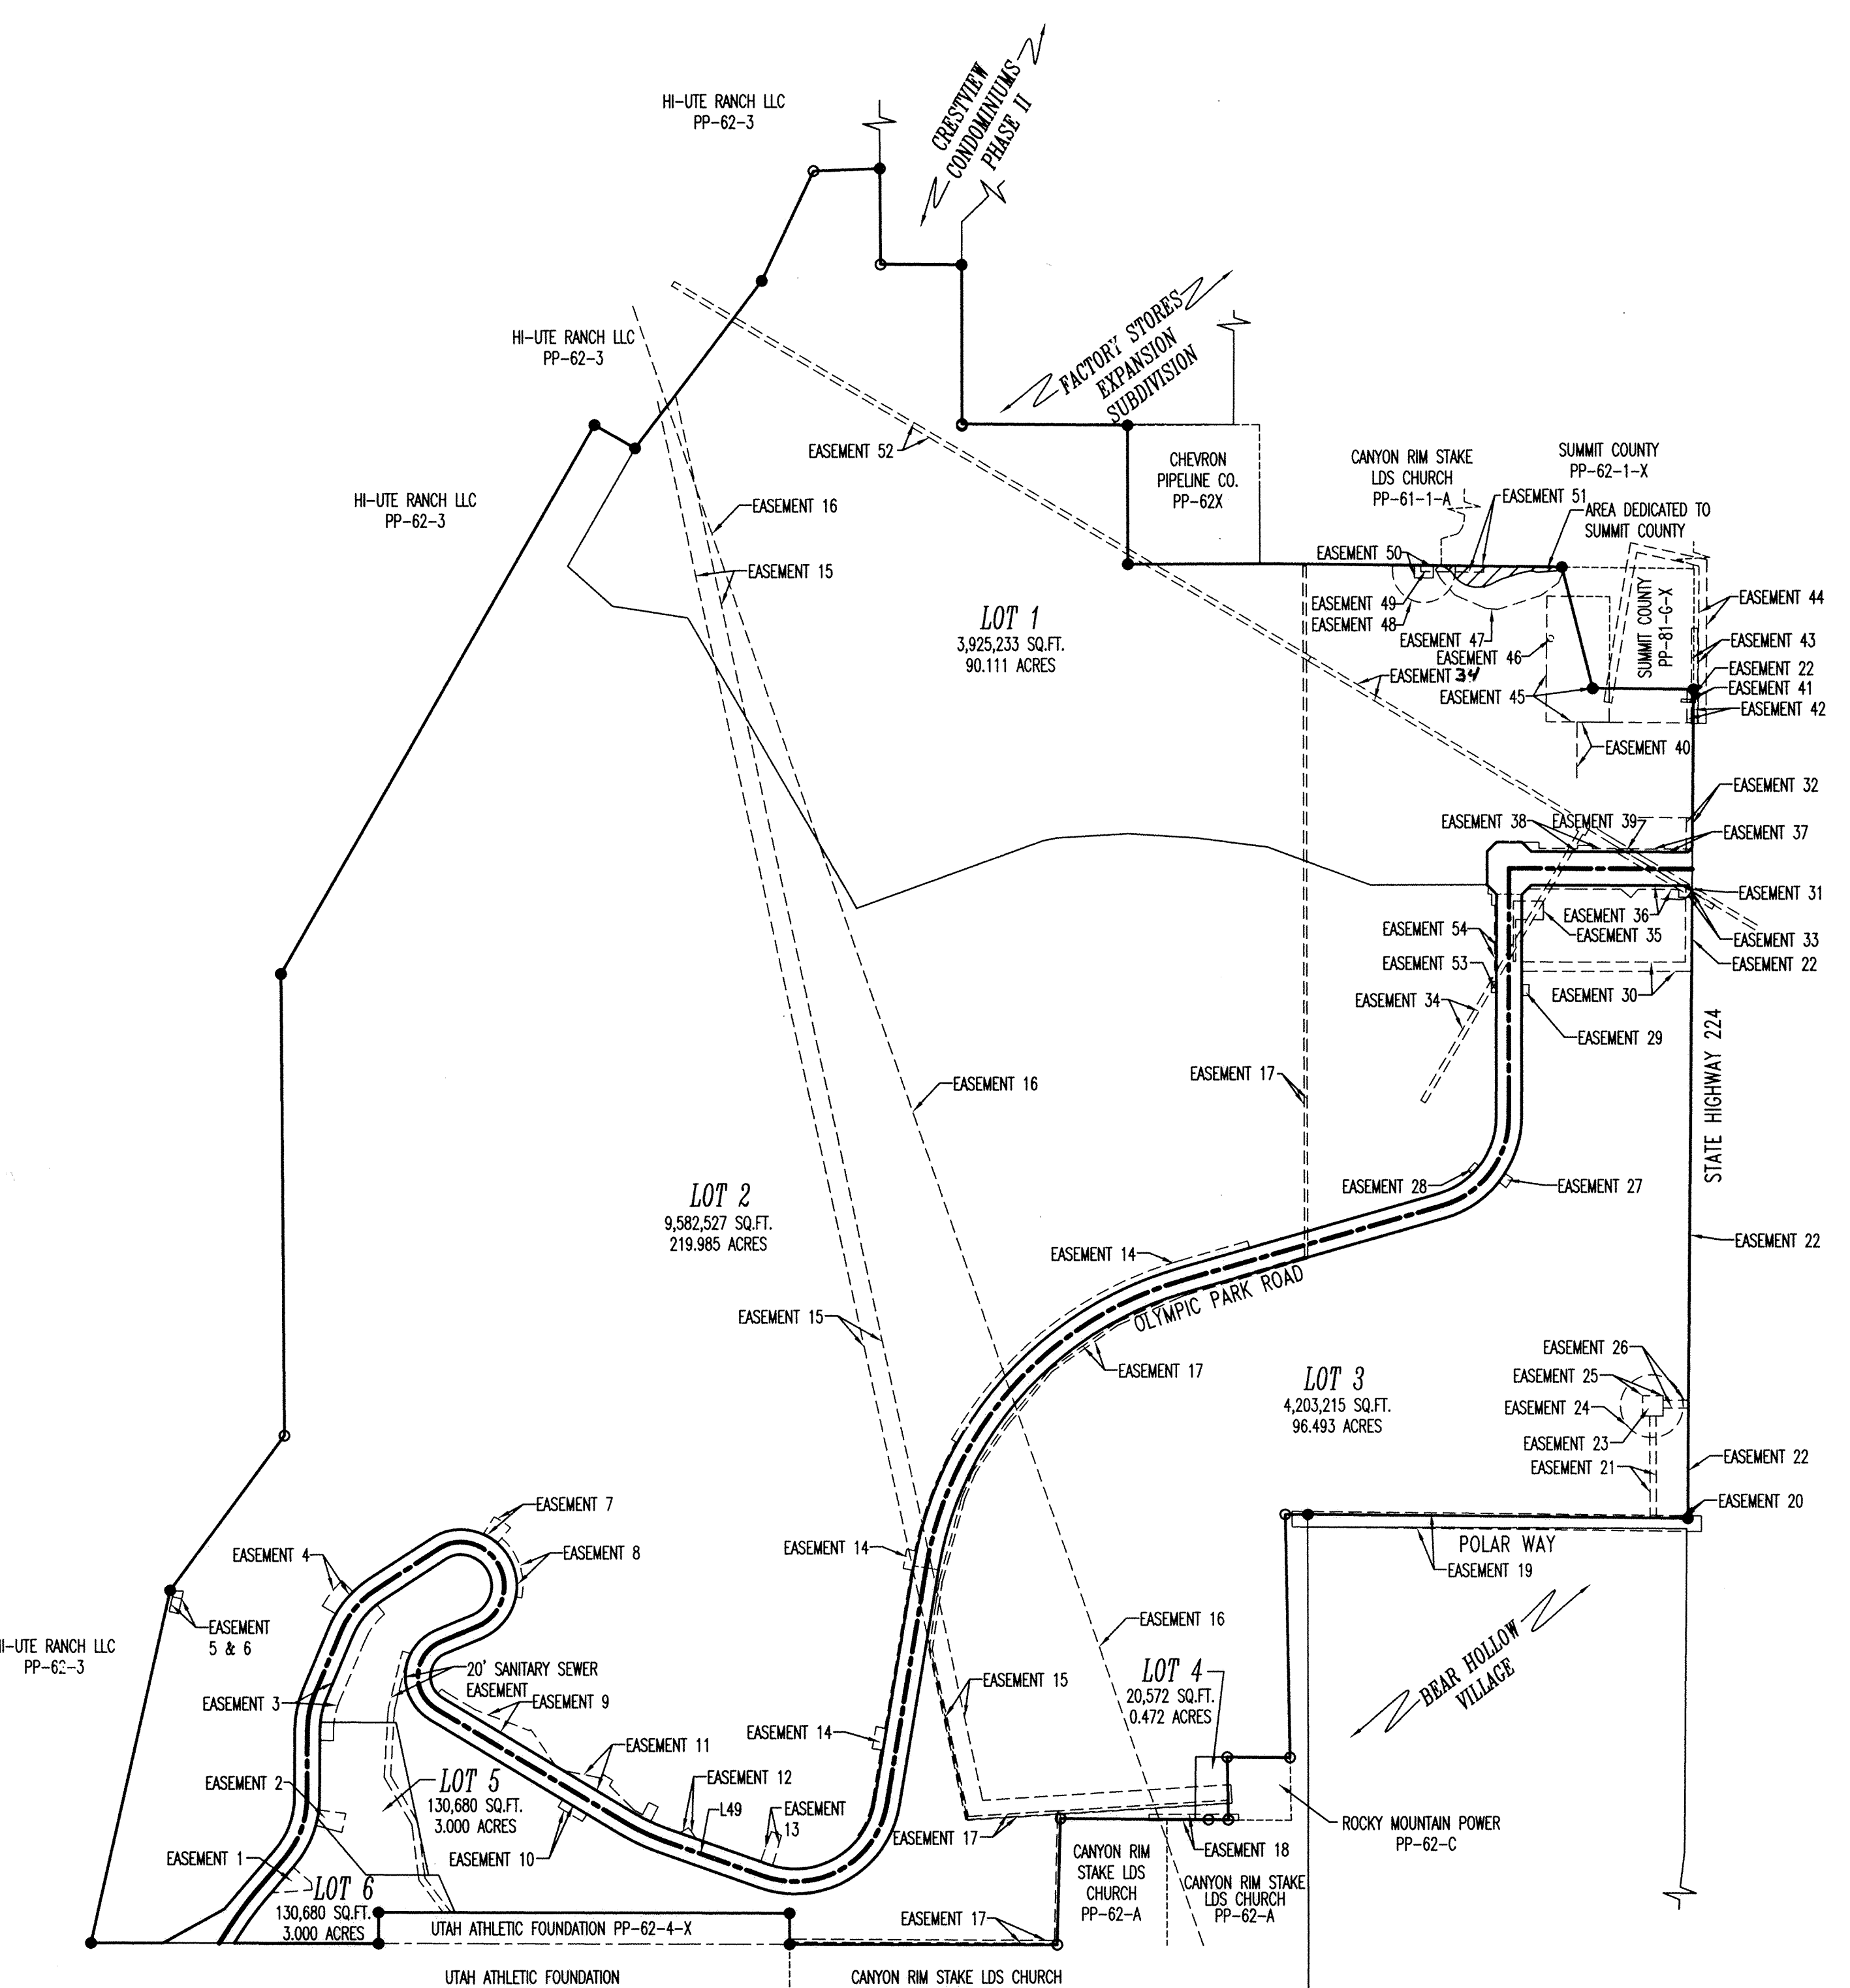 HI-UTE RANCH LLC
PP-62-3
CRESTVIEW
CONDOMINIUMS
PHASE II
HI-UTE RANCH LLC
PP-62-3
FACTORY STORES
EXPANSION
SUBDIVISION
EASEMENT 52
CHEVRON
PIPELINE CO.
PP-62X
CANYON RIM STAKE
LDS CHURCH
PP-61-1-A
SUMMIT COUNTY
PP-62-1-X
HI-UTE RANCH LLC
PP-62-3
EASEMENT 16
EASEMENT 51
AREA DEDICATED TO
SUMMIT COUNTY
EASEMENT 50
EASEMENT 15
LOT 1
3,925,233 SQ.FT.
90.111 ACRES
EASEMENT 49
EASEMENT 48
EASEMENT 47
EASEMENT 46
EASEMENT 45
SUMMIT COUNTY
PP-81-G-X
EASEMENT 44
EASEMENT 43
EASEMENT 22
EASEMENT 41
EASEMENT 42
EASEMENT 34
EASEMENT 40
EASEMENT 32
EASEMENT 38
EASEMENT 39
EASEMENT 37
EASEMENT 31
EASEMENT 36
EASEMENT 35
EASEMENT 33
EASEMENT 22
EASEMENT 54
EASEMENT 53
EASEMENT 34
EASEMENT 30
EASEMENT 29
STATE HIGHWAY 224
EASEMENT 16
EASEMENT 17
LOT 2
9,582,527 SQ.FT.
219.985 ACRES
EASEMENT 28
EASEMENT 27
EASEMENT 22
EASEMENT 14
OLYMPIC PARK ROAD
EASEMENT 15
EASEMENT 17
LOT 3
4,203,215 SQ.FT.
96.493 ACRES
EASEMENT 26
EASEMENT 25
EASEMENT 24
EASEMENT 23
EASEMENT 21
EASEMENT 22
EASEMENT 20
POLAR WAY
EASEMENT 19
EASEMENT 7
EASEMENT 8
EASEMENT 4
EASEMENT 14
EASEMENT
5 & 6
HI-UTE RANCH LLC
PP-62-3
EASEMENT 16
BEAR HOLLOW
VILLAGE
20' SANITARY SEWER
EASEMENT
EASEMENT 9
EASEMENT 3
EASEMENT 15
LOT 4
20,572 SQ.FT.
0.472 ACRES
EASEMENT 14
EASEMENT 11
EASEMENT 2
LOT 5
130,680 SQ.FT.
3.000 ACRES
EASEMENT 12
L49
EASEMENT
13
EASEMENT 10
EASEMENT 17
EASEMENT 18
ROCKY MOUNTAIN POWER
PP-62-C
EASEMENT 1
LOT 6
130,680 SQ.FT.
3.000 ACRES
CANYON RIM
STAKE LDS
CHURCH
PP-62-A
CANYON RIM STAKE
LDS CHURCH
PP-62-A
EASEMENT 17
UTAH ATHLETIC FOUNDATION PP-62-4-X
UTAH ATHLETIC FOUNDATION
CANYON RIM STAKE LDS CHURCH